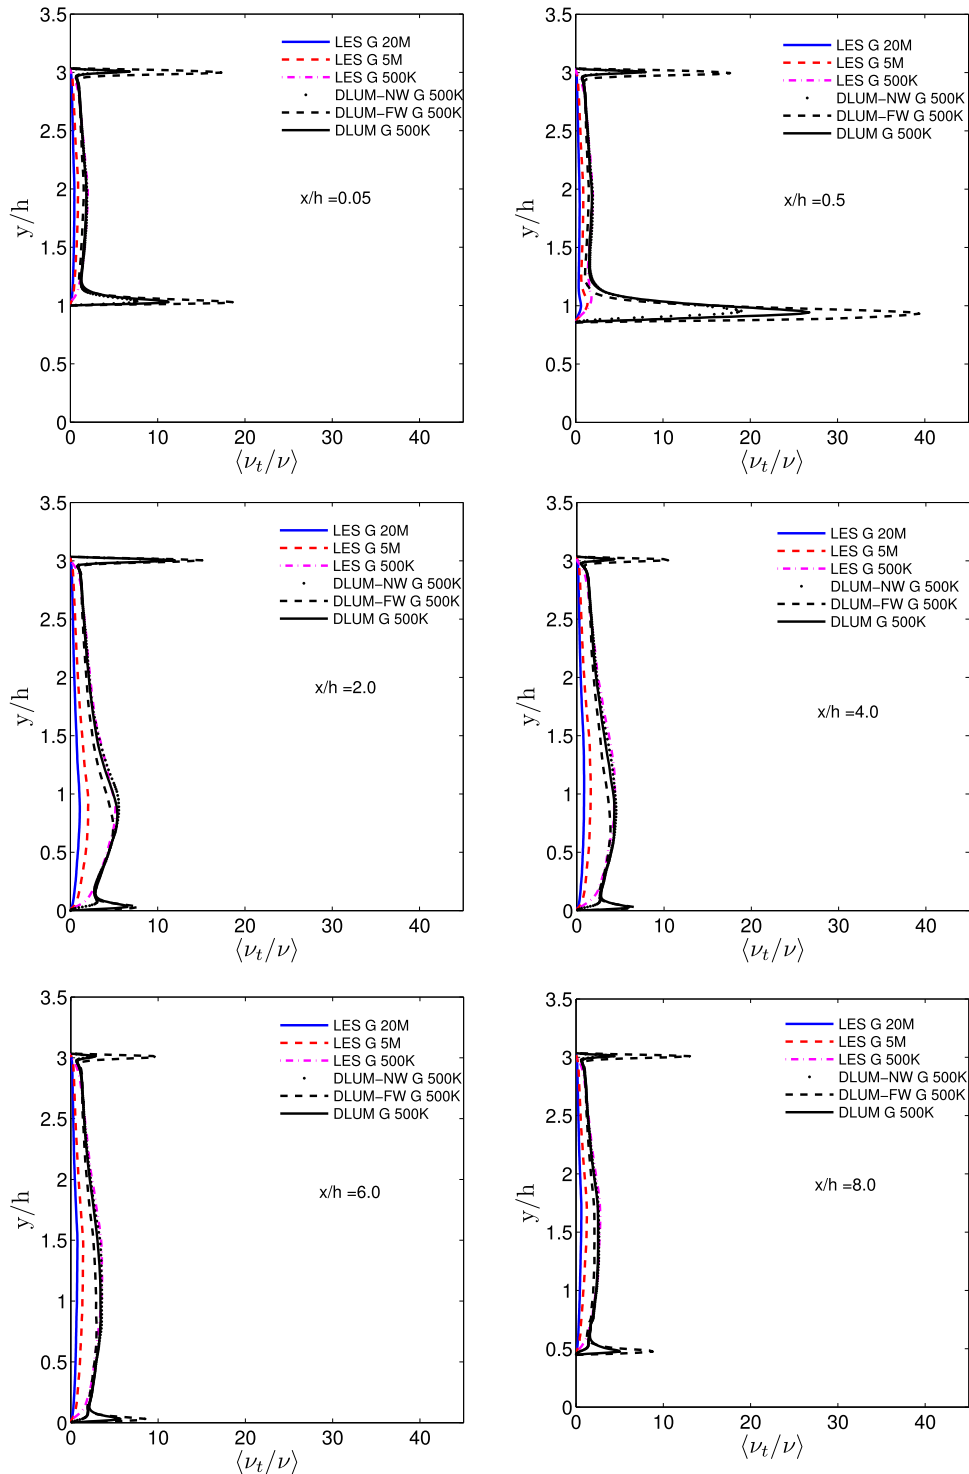 3.5
3
2.5
2
1.5
1
0.5
0
y/h
LES G 20M
LES G 5M
LES G 500K
DLUM-NW G 500K
DLUM-FW G 500K
DLUM G 500K
x/h =0.05
0 10 20 30 40
⟨ν_t/ν⟩
3.5
3
2.5
2
1.5
1
0.5
0
y/h
LES G 20M
LES G 5M
LES G 500K
DLUM-NW G 500K
DLUM-FW G 500K
DLUM G 500K
x/h =0.5
0 10 20 30 40
⟨ν_t/ν⟩
3.5
3
2.5
2
1.5
1
0.5
0
y/h
LES G 20M
LES G 5M
LES G 500K
DLUM-NW G 500K
DLUM-FW G 500K
DLUM G 500K
x/h =2.0
0 10 20 30 40
⟨ν_t/ν⟩
3.5
3
2.5
2
1.5
1
0.5
0
y/h
LES G 20M
LES G 5M
LES G 500K
DLUM-NW G 500K
DLUM-FW G 500K
DLUM G 500K
x/h =4.0
0 10 20 30 40
⟨ν_t/ν⟩
3.5
3
2.5
2
1.5
1
0.5
0
y/h
LES G 20M
LES G 5M
LES G 500K
DLUM-NW G 500K
DLUM-FW G 500K
DLUM G 500K
x/h =6.0
0 10 20 30 40
⟨ν_t/ν⟩
3.5
3
2.5
2
1.5
1
0.5
0
y/h
LES G 20M
LES G 5M
LES G 500K
DLUM-NW G 500K
DLUM-FW G 500K
DLUM G 500K
x/h =8.0
0 10 20 30 40
⟨ν_t/ν⟩